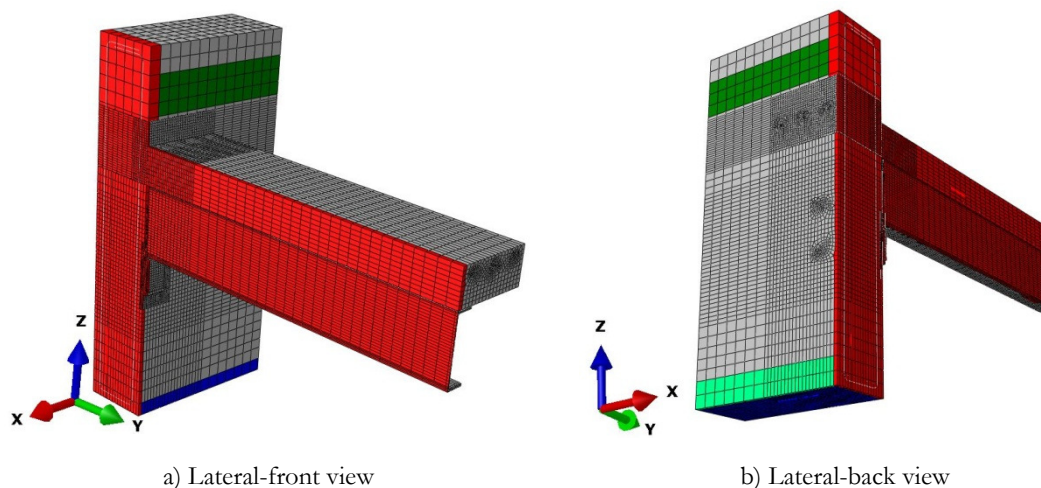 Z
X
Y
Z
X
Y
a) Lateral-front view
b) Lateral-back view